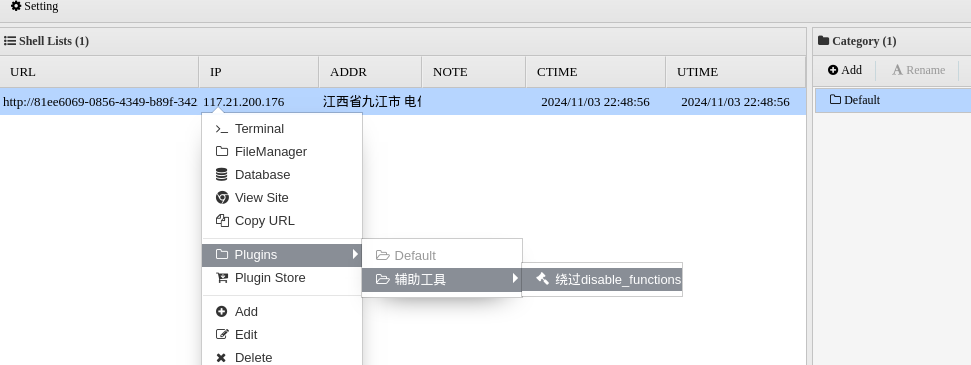 Setting
Shell Lists (1)
Category (1)
URL IP ADDR NOTE CTIME UTIME
Add Rename
http://81ee6069-0856-4349-b89f-342 117.21.200.176 江西省九江市 电 2024/11/03 22:48:56 2024/11/03 22:48:56
Default
Terminal
FileManager
Database
View Site
Copy URL
Plugins
Default
Plugin Store
辅助工具
绕过disable_functions
Add
Edit
Delete